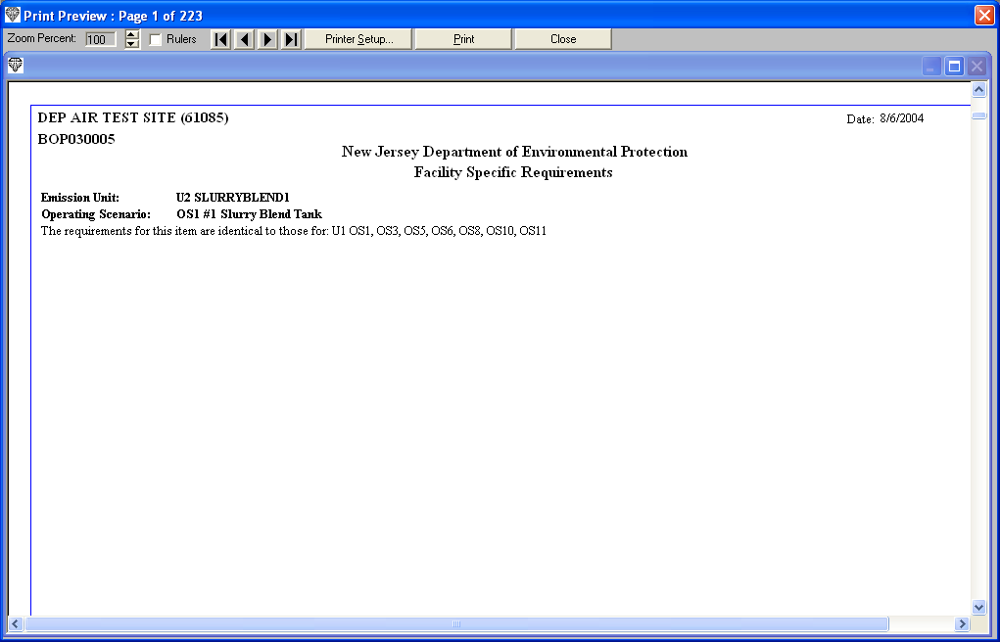 Print Preview : Page 1 of 223
Zoom Percent: 100 Rulers Printer Setup... Print Close
DEP AIR TEST SITE (61085) Date: 8/6/2004
BOP030005
New Jersey Department of Environmental Protection
Facility Specific Requirements
Emission Unit: U2 SLURRYBLEND1
Operating Scenario: OS1 #1 Slurry Blend Tank
The requirements for this item are identical to those for: U1 OS1, OS3, OS5, OS6, OS8, OS10, OS11